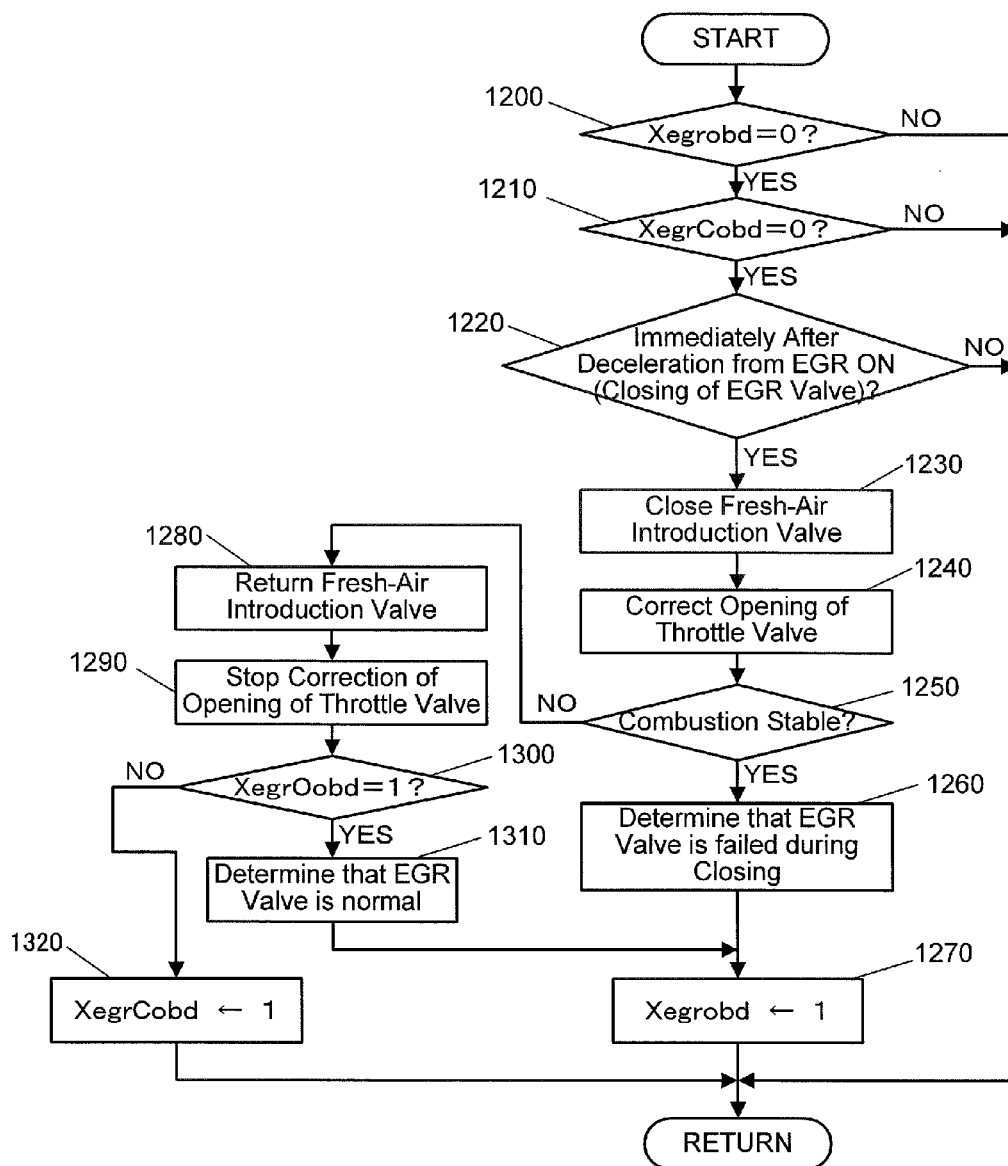 START
1200
Xegrobd=0?
NO
YES
1210
XegrCobd=0?
NO
YES
1220
Immediately After
Deceleration from EGR ON
(Closing of EGR Valve)?
NO
YES
1230
Close Fresh-Air
Introduction Valve
1240
Correct Opening of
Throttle Valve
1250
Combustion Stable?
NO
YES
1260
Determine that EGR
Valve is failed during
Closing
1270
Xegrobd ← 1
1280
Return Fresh-Air
Introduction Valve
1290
Stop Correction of
Opening of Throttle Valve
1300
XegrOobd=1?
NO
YES
1310
Determine that EGR
Valve is normal
1320
XegrCobd ← 1
RETURN